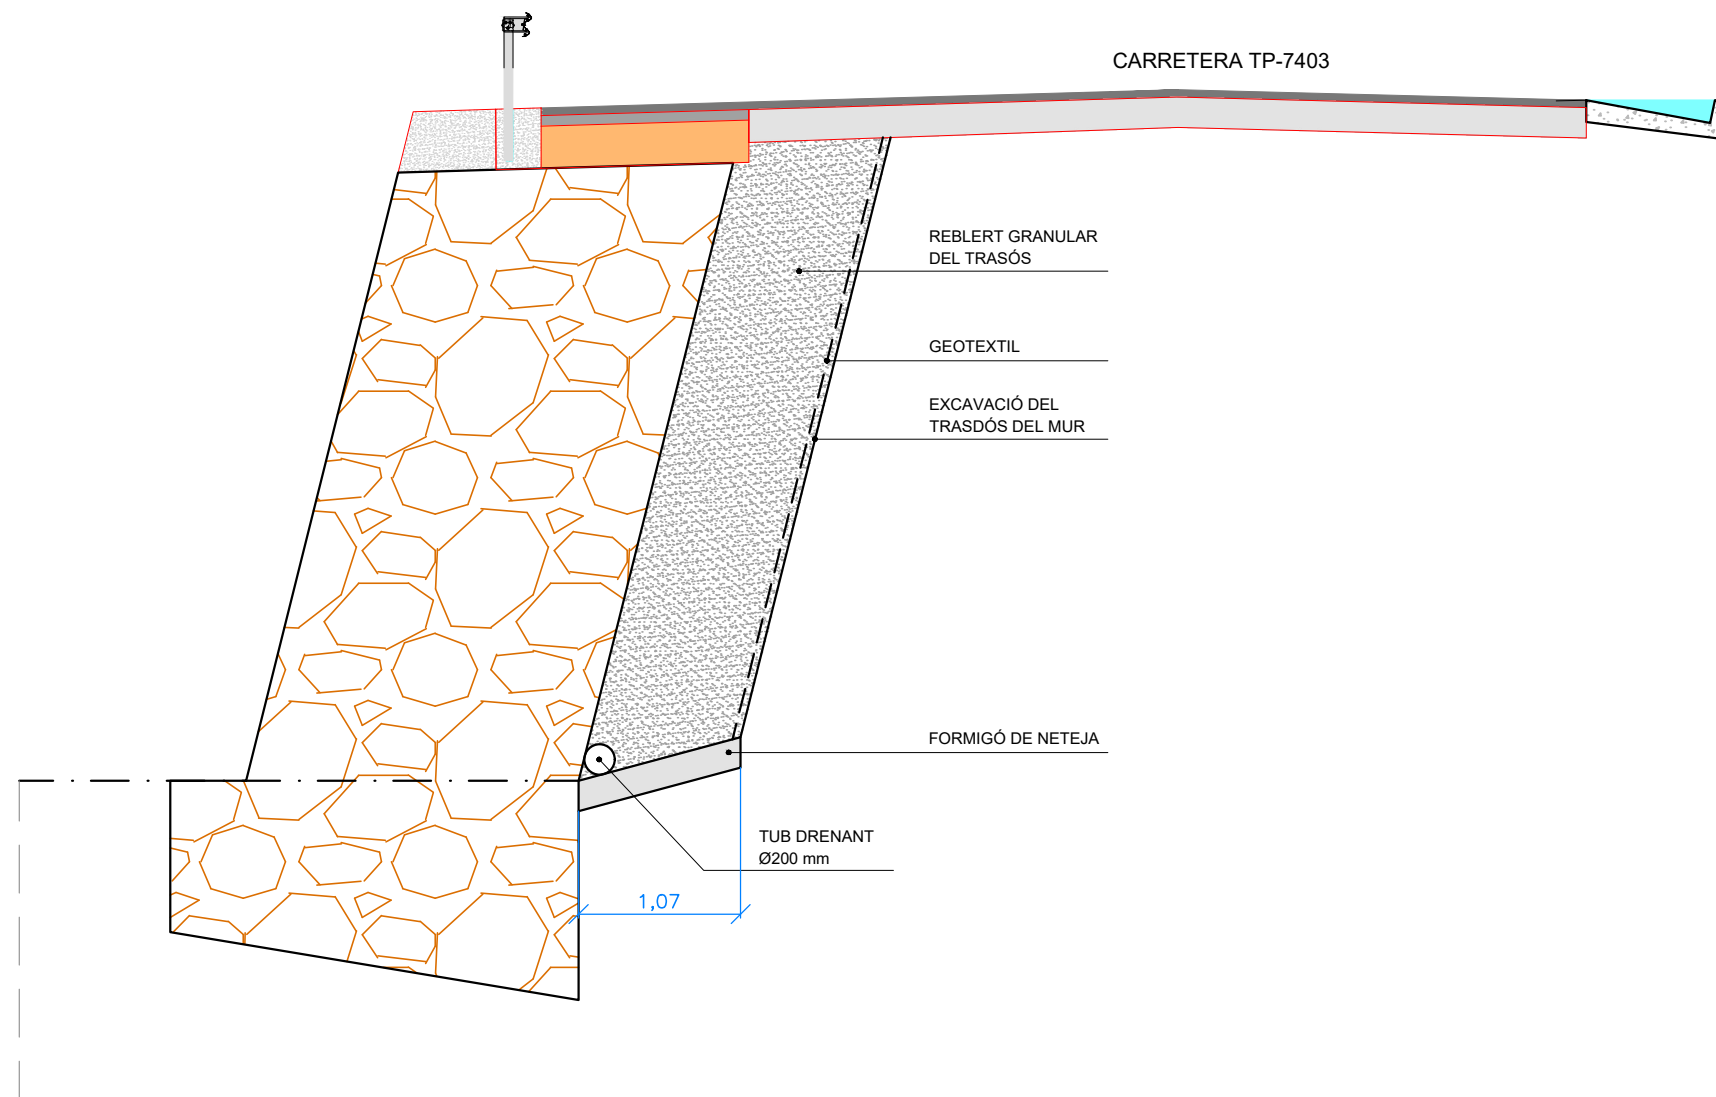 CARRETERA TP-7403
REBLERT GRANULAR
DEL TRASÓS
GEOTEXTIL
EXCAVACIÓ DEL
TRASDÓS DEL MUR
FORMIGÓ DE NETEJA
TUB DRENANT
Ø200 mm
1,07